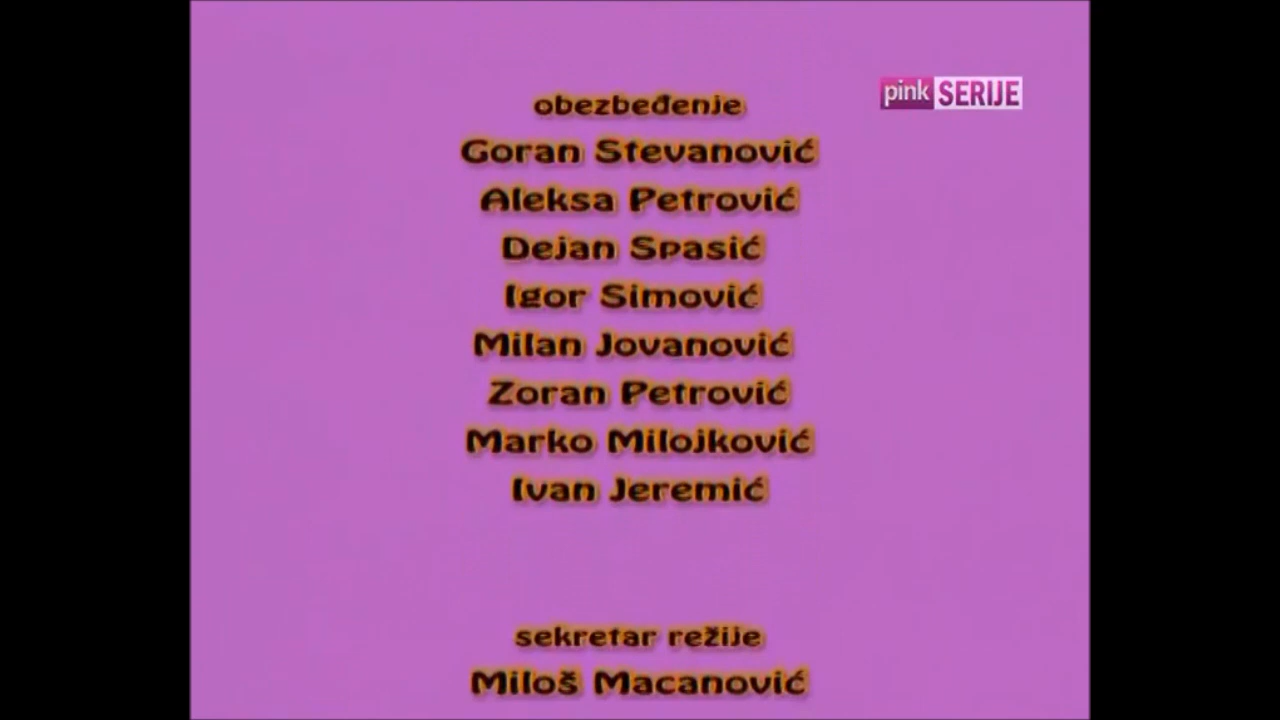 pink SERIJE
obezbeđenje
Goran Stevanović
Aleksa Petrović
Dejan Spasić
Igor Simović
Milan Jovanović
Zoran Petrović
Marko Milojković
Ivan Jeremić
sekretar režije
Miloš Macanović